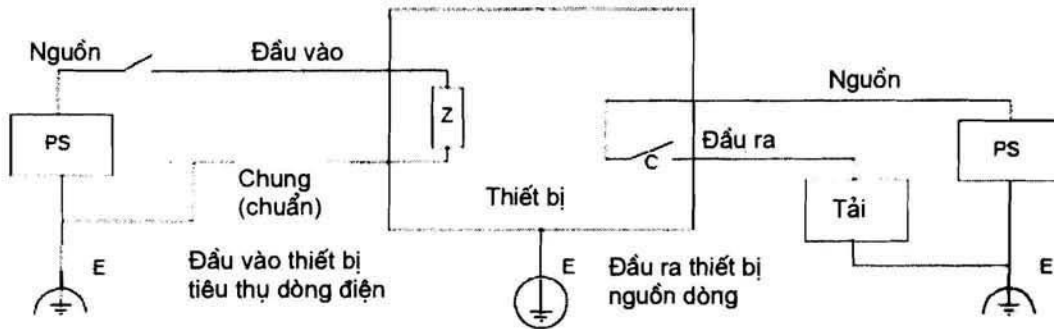 Nguồn
Đầu vào
PS
Z
Chung
(chuẩn)
E
Đầu vào thiết bị
tiêu thụ dòng điện
Thiết bị
E
Nguồn
Đầu ra
C
PS
Tải
Đầu ra thiết bị
nguồn dòng
E